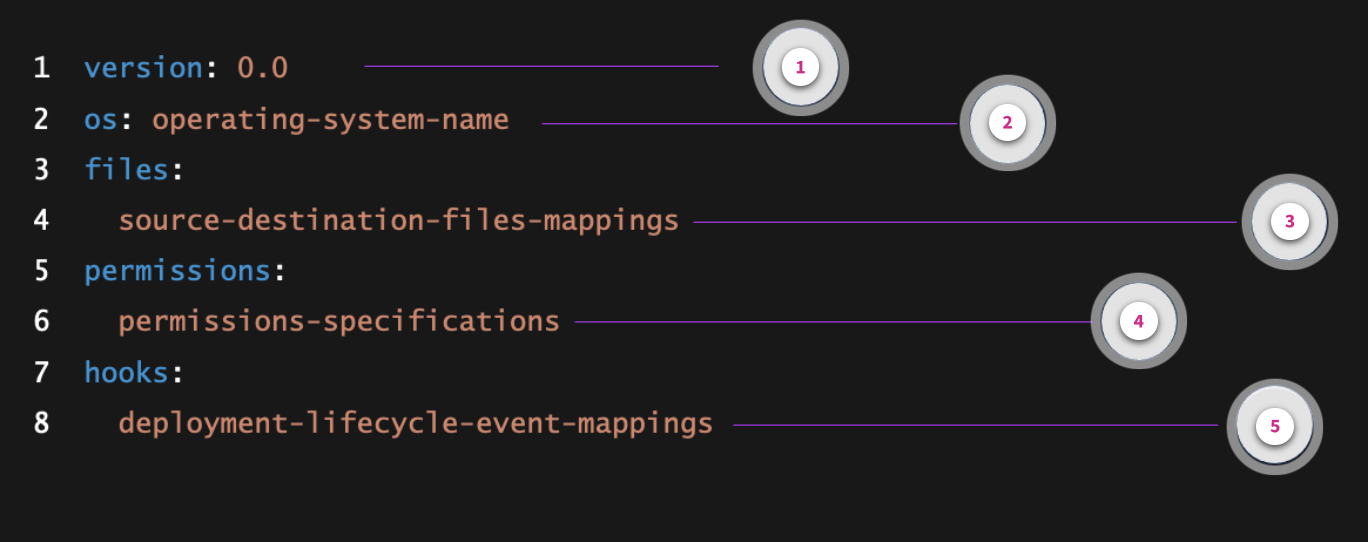 1 version: 0.0 1
2 os: operating-system-name 2
3 files:
4 source-destination-files-mappings 3
5 permissions:
6 permissions-specifications 4
7 hooks:
8 deployment-lifecycle-event-mappings 5